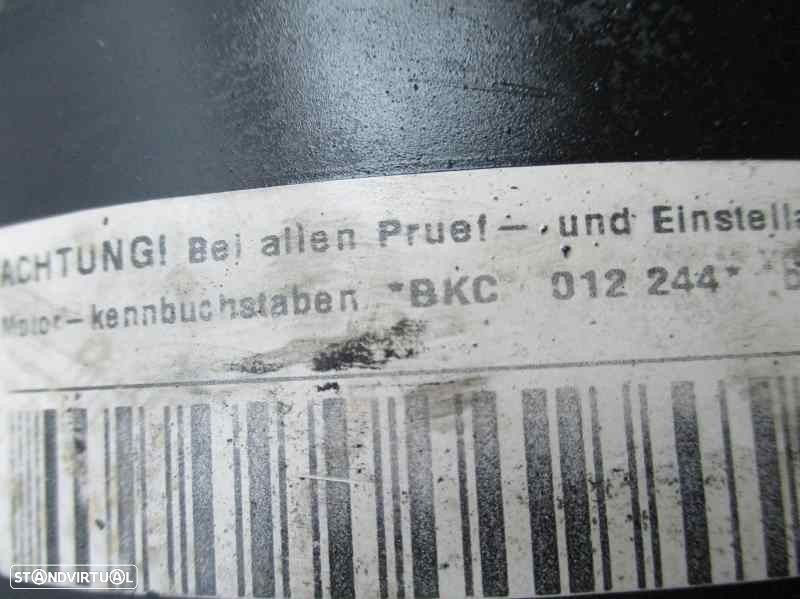 ACHTUNG! Bei allen Pruef- und Einstella
Motor-kennbuchstaben *BKC 012 244*
STANDVIRTUAL